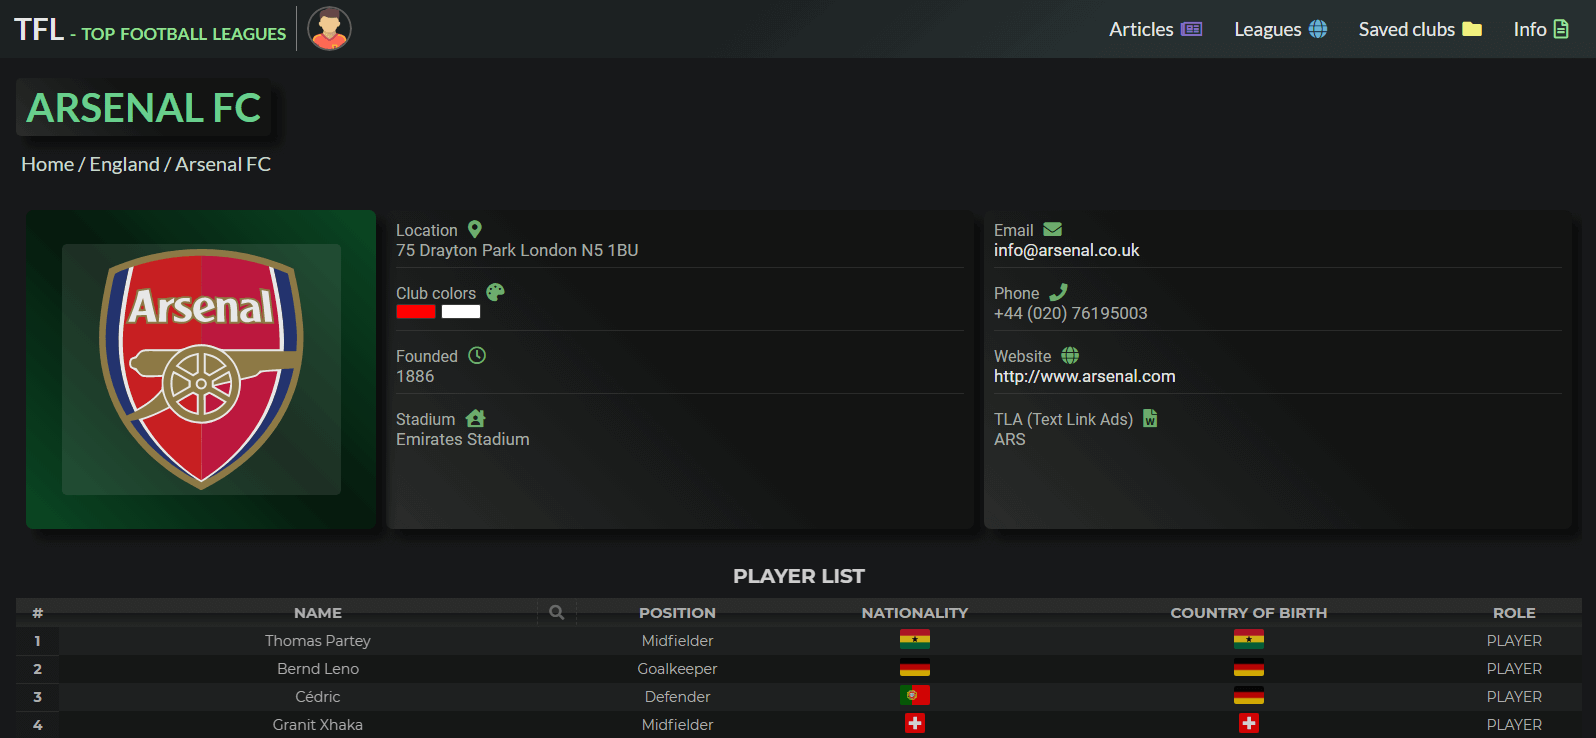 TFL - TOP FOOTBALL LEAGUES
Articles Leagues Saved clubs Info
ARSENAL FC
Home / England / Arsenal FC
Arsenal
Location
75 Drayton Park London N5 1BU
Club colors
Founded
1886
Stadium
Emirates Stadium
Email
info@arsenal.co.uk
Phone
+44 (020) 76195003
Website
http://www.arsenal.com
TLA (Text Link Ads) W
ARS
PLAYER LIST
# NAME POSITION NATIONALITY COUNTRY OF BIRTH ROLE
1 Thomas Partey Midfielder PLAYER
2 Bernd Leno Goalkeeper PLAYER
3 Cédric Defender PLAYER
4 Granit Xhaka Midfielder PLAYER